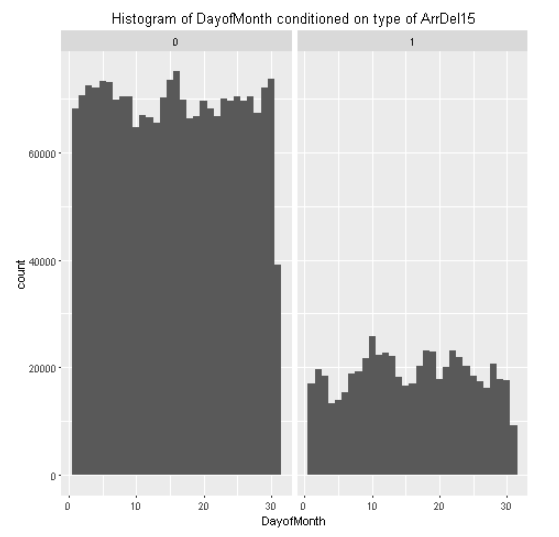 Histogram of DayofMonth conditioned on type of ArrDel15
0 1
60000
40000
20000
0
count
0 10 20 30 0 10 20 30
DayofMonth